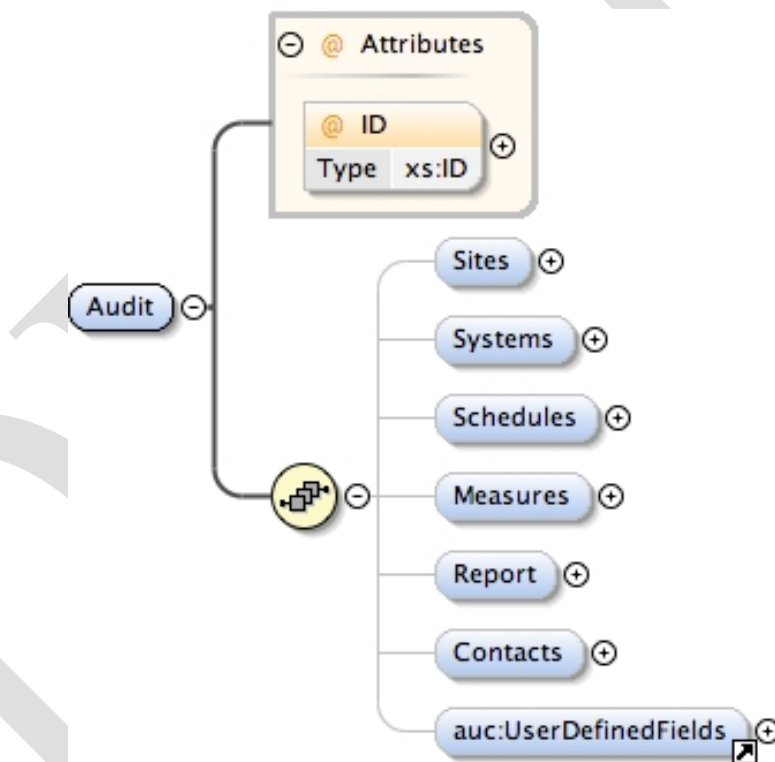 @ Attributes
@ ID
Type xs:ID
Audit
Sites
Systems
Schedules
Measures
Report
Contacts
auc:UserDefinedFields